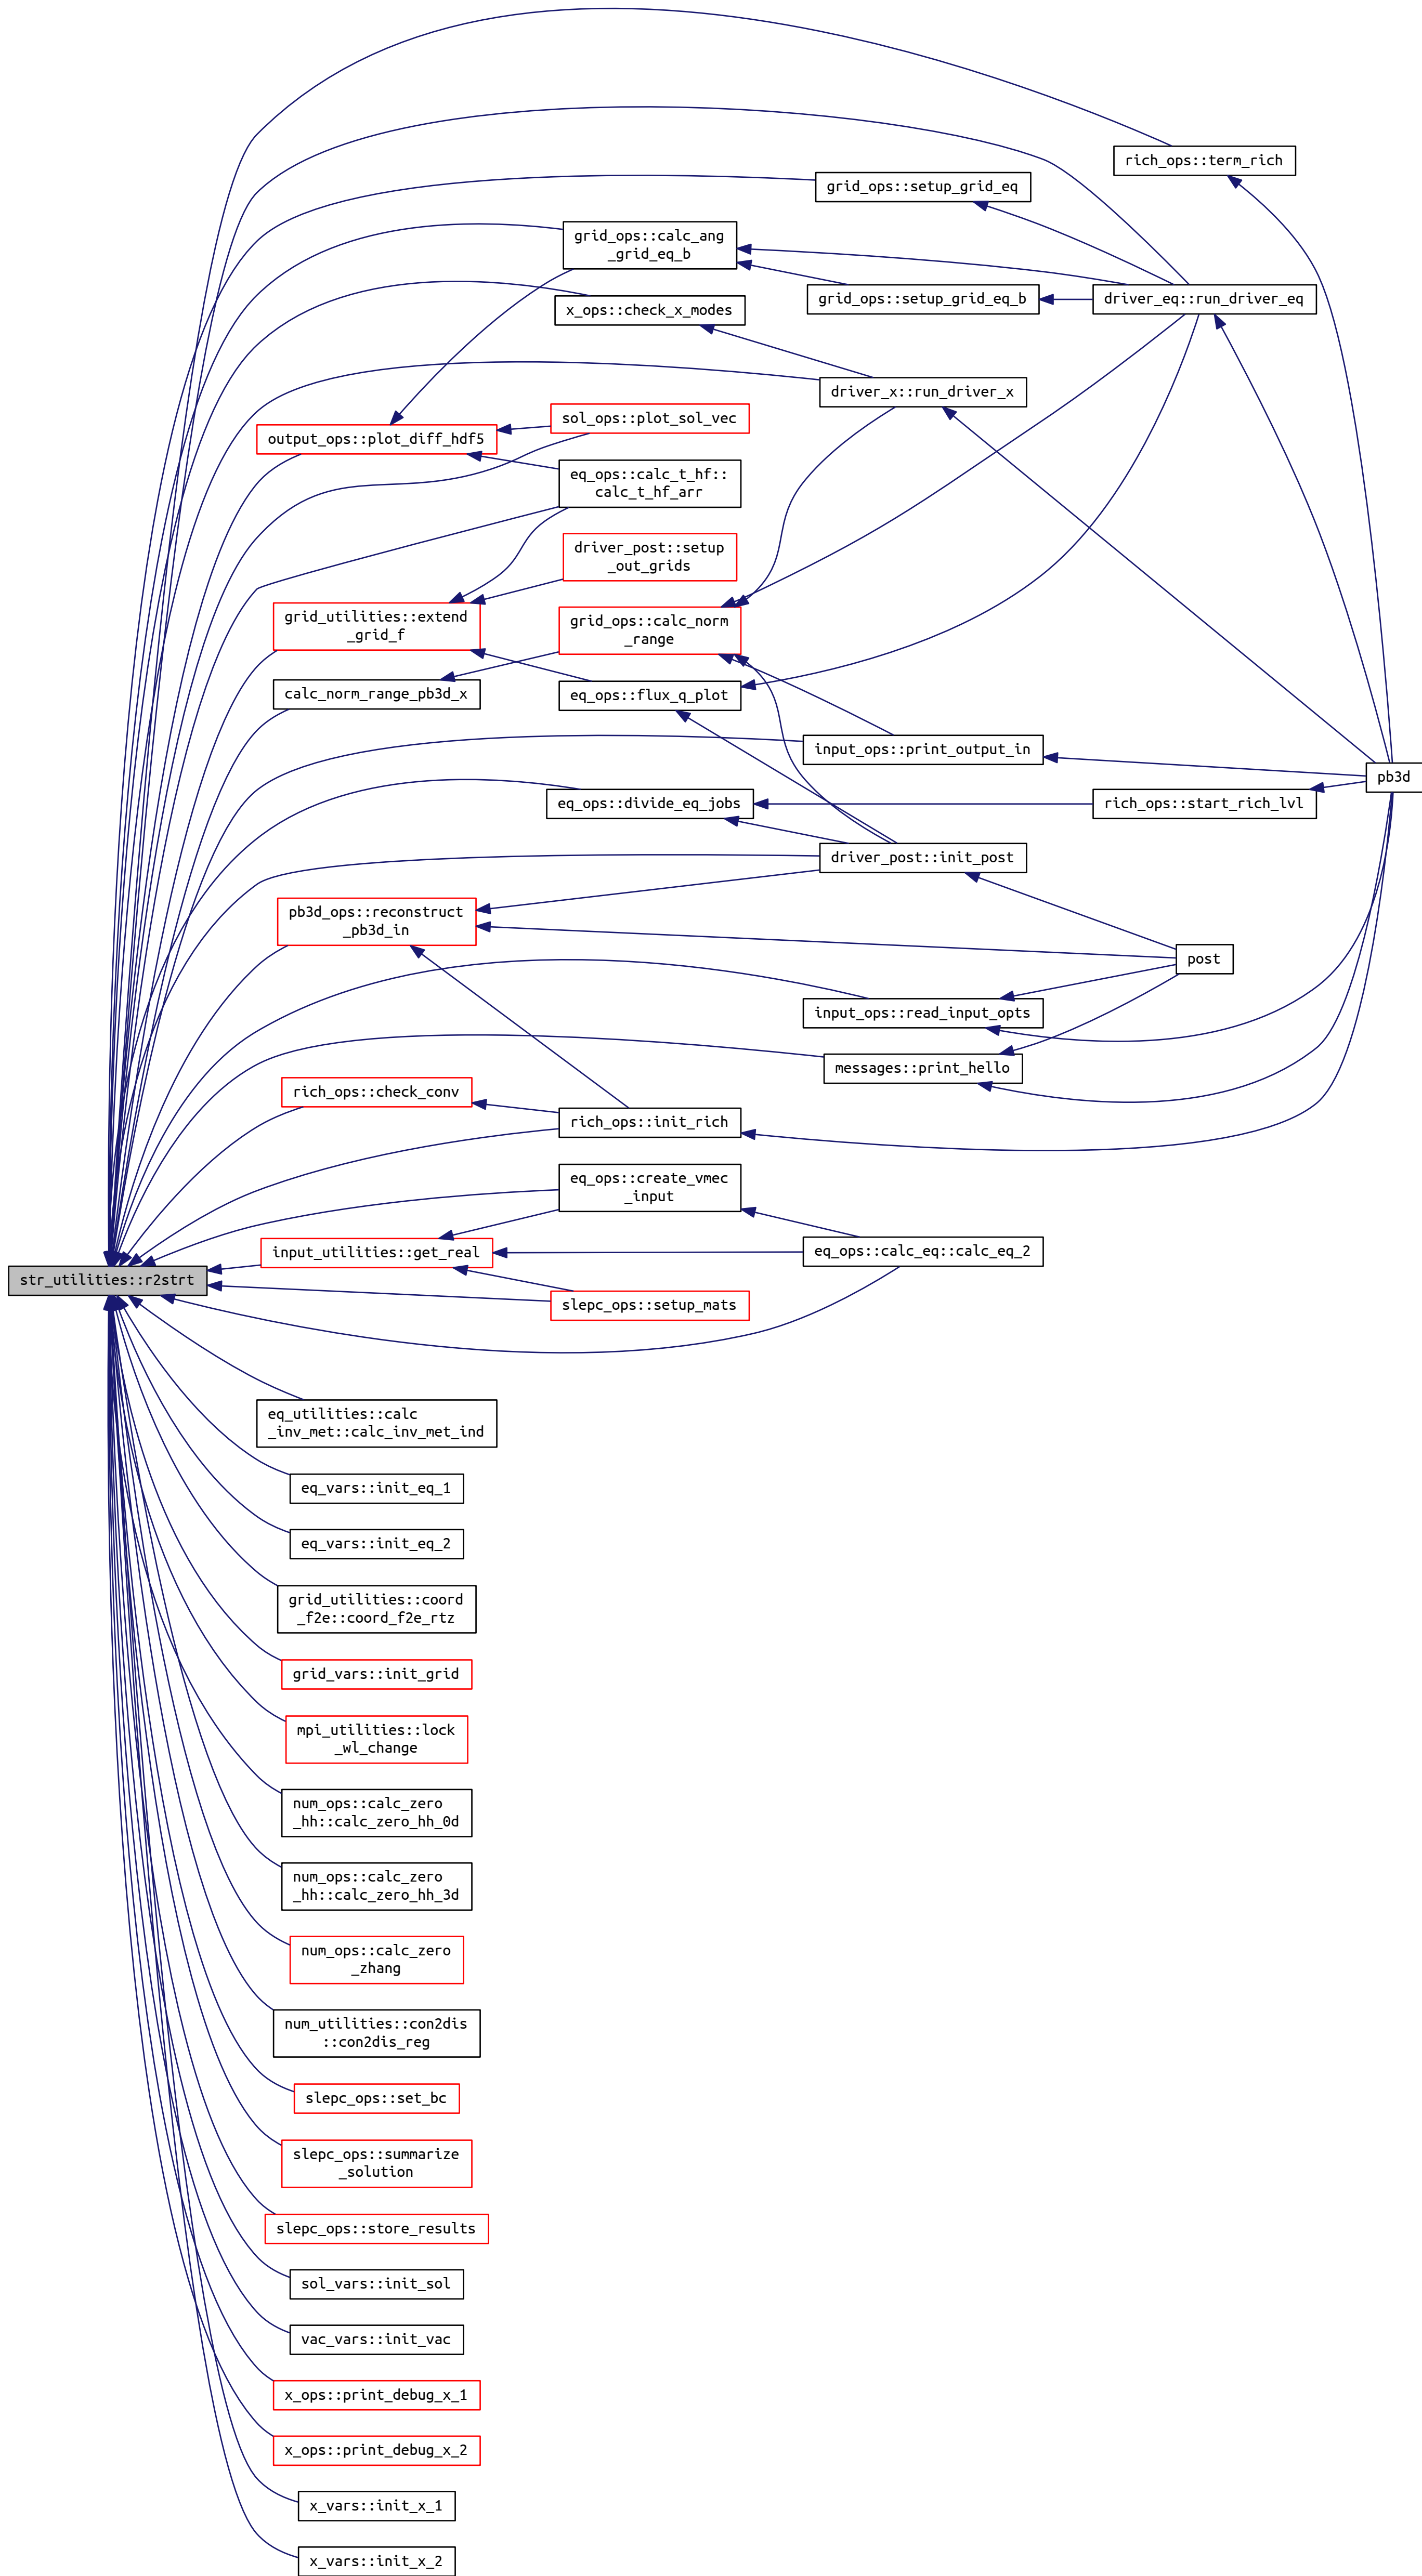 rich_ops::term_rich
grid_ops::setup_grid_eq
grid_ops::calc_ang
_grid_eq_b
grid_ops::setup_grid_eq_b
driver_eq::run_driver_eq
x_ops::check_x_modes
driver_x::run_driver_x
sol_ops::plot_sol_vec
output_ops::plot_diff_hdf5
eq_ops::calc_t_hf::
calc_t_hf_arr
driver_post::setup
_out_grids
grid_utilities::extend
_grid_f
grid_ops::calc_norm
_range
calc_norm_range_pb3d_x
eq_ops::flux_q_plot
input_ops::print_output_in
pb3d
eq_ops::divide_eq_jobs
rich_ops::start_rich_lvl
driver_post::init_post
pb3d_ops::reconstruct
_pb3d_in
post
input_ops::read_input_opts
messages::print_hello
rich_ops::check_conv
rich_ops::init_rich
eq_ops::create_vmec
_input
input_utilities::get_real
eq_ops::calc_eq::calc_eq_2
str_utilities::r2strt
slepc_ops::setup_mats
eq_utilities::calc
_inv_met::calc_inv_met_ind
eq_vars::init_eq_1
eq_vars::init_eq_2
grid_utilities::coord
_f2e::coord_f2e_rtz
grid_vars::init_grid
mpi_utilities::lock
_wl_change
num_ops::calc_zero
_hh::calc_zero_hh_0d
num_ops::calc_zero
_hh::calc_zero_hh_3d
num_ops::calc_zero
_zhang
num_utilities::con2dis
::con2dis_reg
slepc_ops::set_bc
slepc_ops::summarize
_solution
slepc_ops::store_results
sol_vars::init_sol
vac_vars::init_vac
x_ops::print_debug_x_1
x_ops::print_debug_x_2
x_vars::init_x_1
x_vars::init_x_2